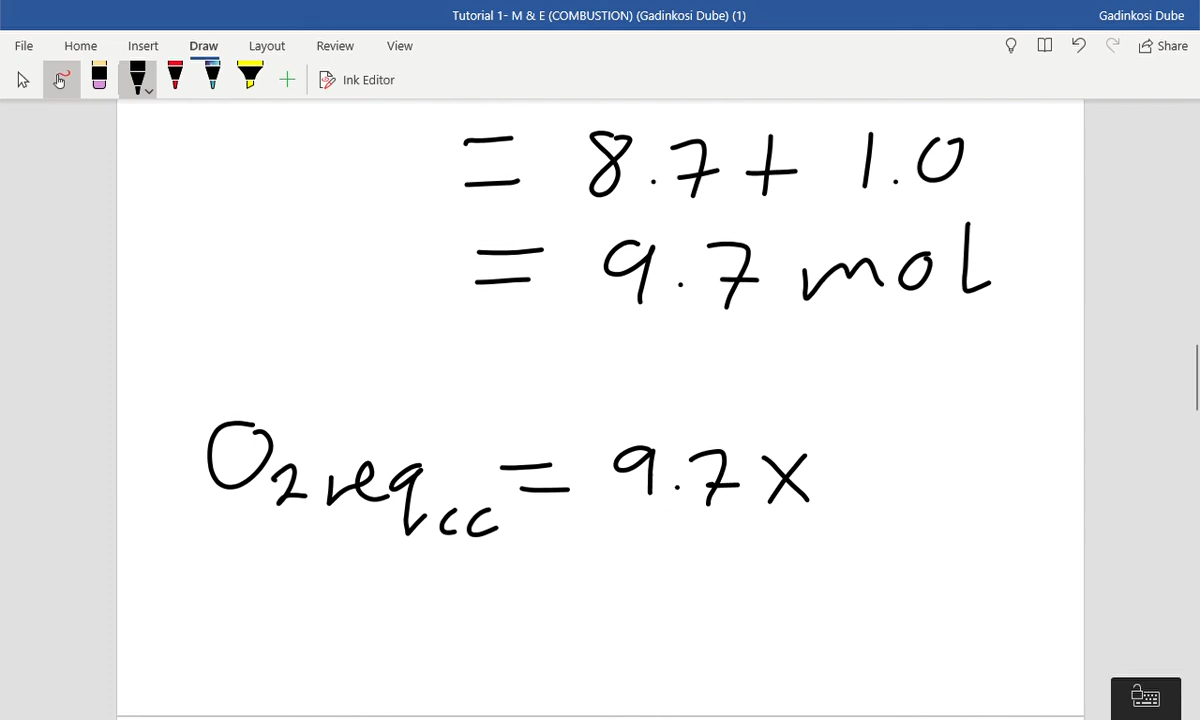 Tutorial 1- M & E (COMBUSTION) (Gadinkosi Dube) (1)
Gadinkosi Dube
File Home Insert Draw Layout Review View
Share
Ink Editor
= 8.7 + 1.0
= 9.7 mol
O2 req cc = 9.7 x